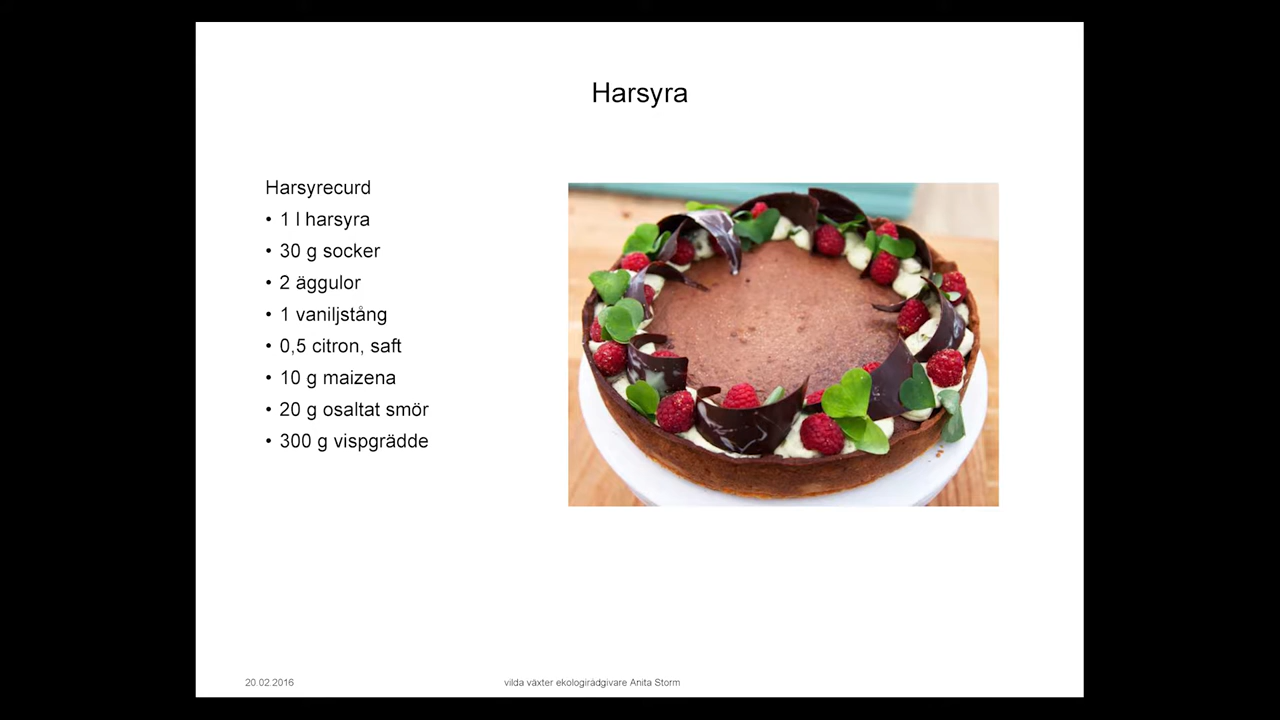 Harsyra
Harsyrecurd
• 1 l harsyra
• 30 g socker
• 2 äggulor
• 1 vaniljstång
• 0,5 citron, saft
• 10 g maizena
• 20 g osaltat smör
• 300 g vispgrädde
20.02.2016
vilda växter ekologirådgivare Anita Storm